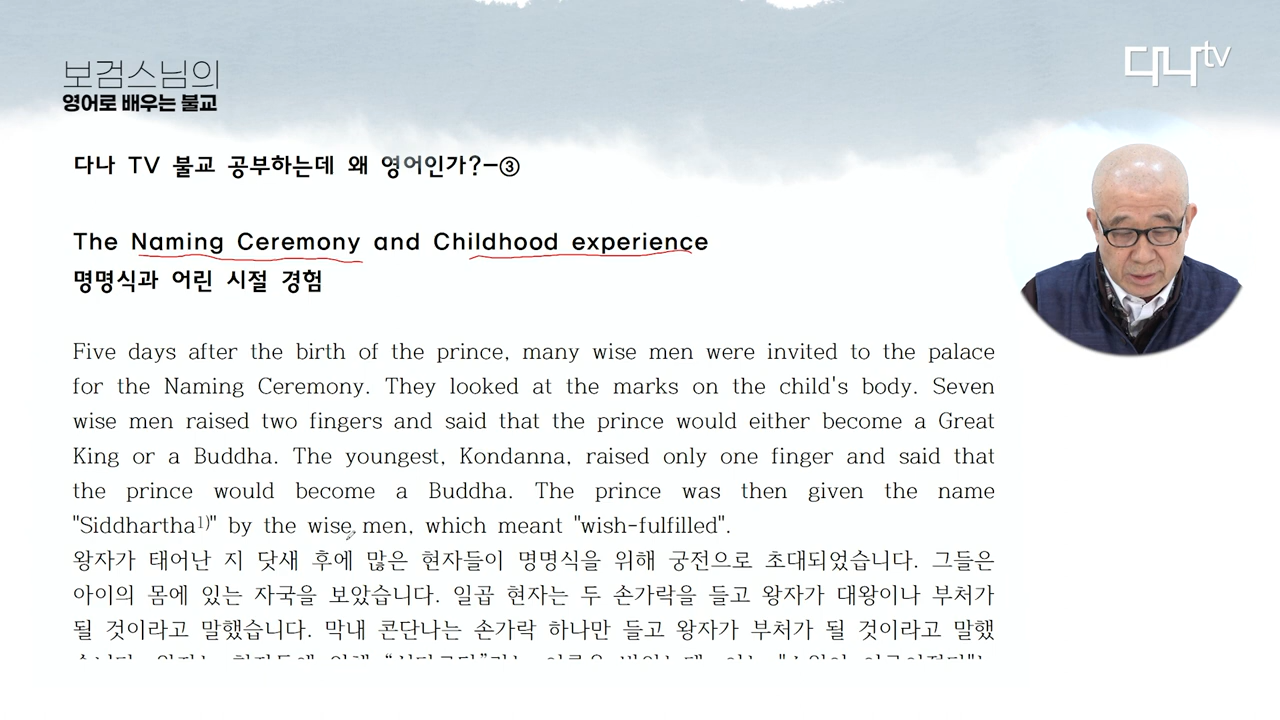 보검스님의
영어로 배우는 불교
다나 tv
다나 TV 불교 공부하는데 왜 영어인가?-③
The Naming Ceremony and Childhood experience
명명식과 어린 시절 경험
Five days after the birth of the prince, many wise men were invited to the palace
for the Naming Ceremony. They looked at the marks on the child's body. Seven
wise men raised two fingers and said that the prince would either become a Great
King or a Buddha. The youngest, Kondanna, raised only one finger and said that
the prince would become a Buddha. The prince was then given the name
"Siddhartha1)" by the wise men, which meant "wish-fulfilled".
왕자가 태어난 지 닷새 후에 많은 현자들이 명명식을 위해 궁전으로 초대되었습니다. 그들은
아이의 몸에 있는 자국을 보았습니다. 일곱 현자는 두 손가락을 들고 왕자가 대왕이나 부처가
될 것이라고 말했습니다. 막내 콘단나는 손가락 하나만 들고 왕자가 부처가 될 것이라고 말했